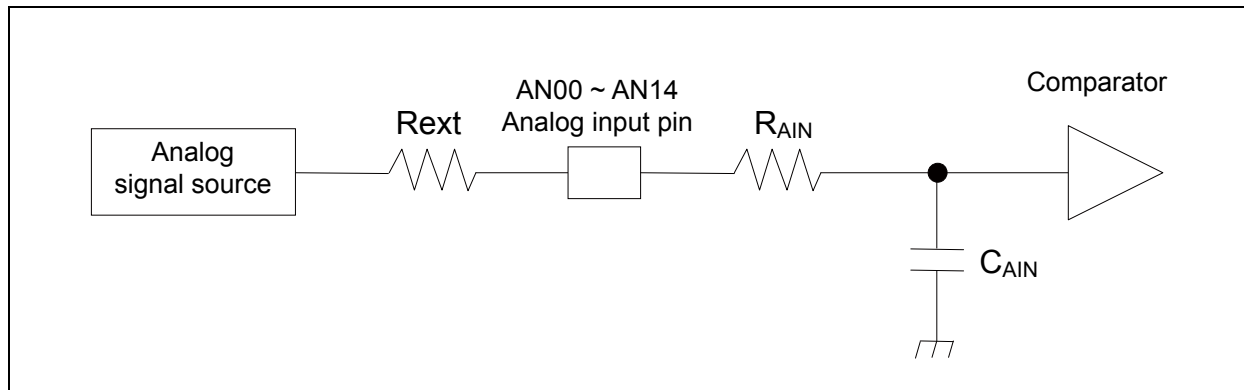 Analog
signal source
Rext
AN00 ~ AN14
Analog input pin
RAIN
Comparator
CAIN